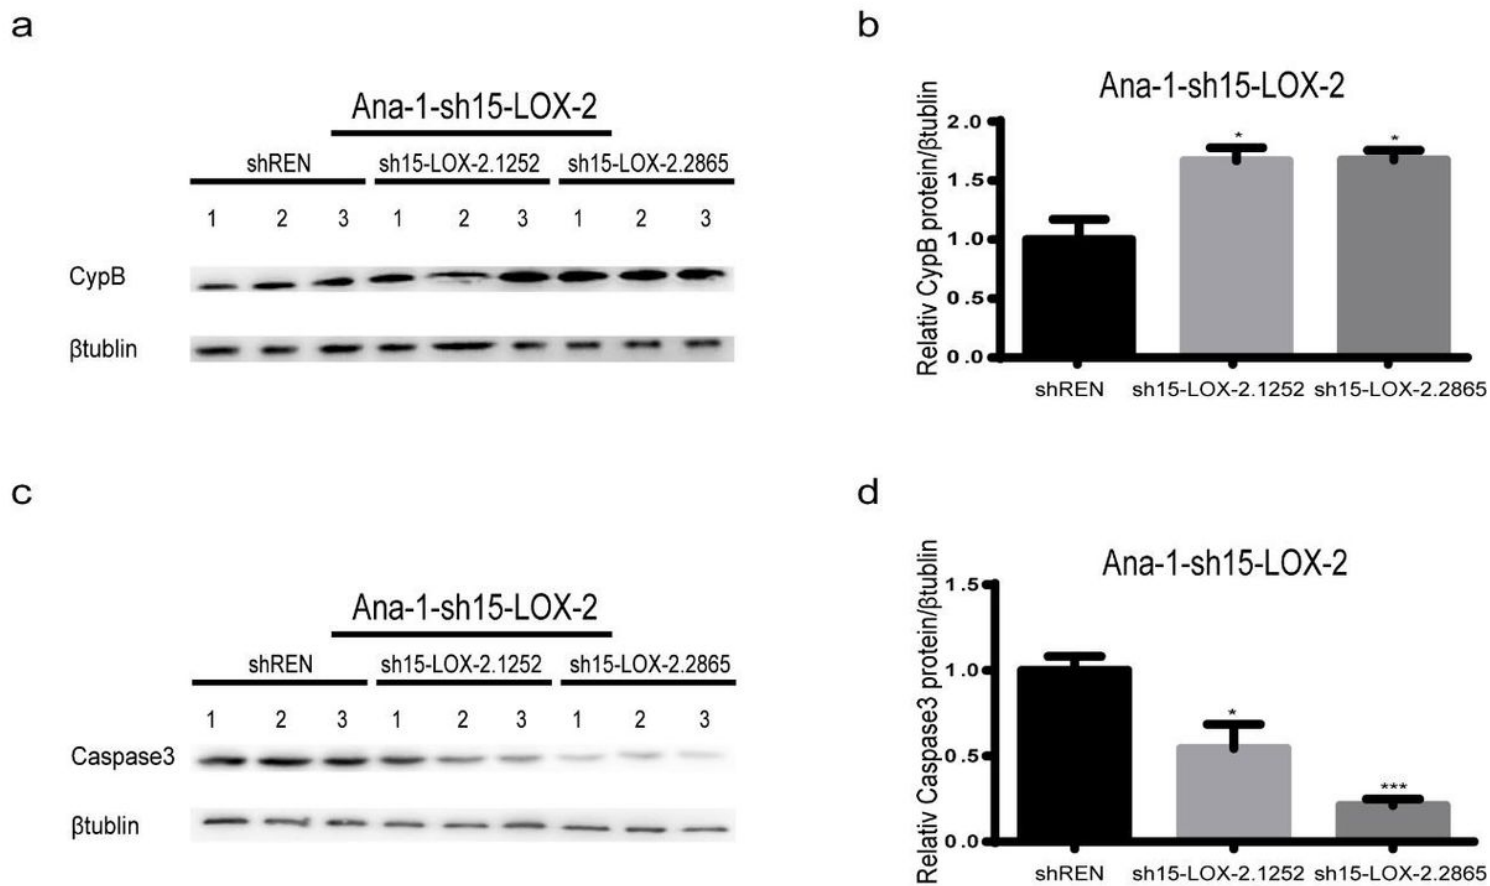 a
Ana-1-sh15-LOX-2
shREN sh15-LOX-2.1252 sh15-LOX-2.2865
1 2 3 1 2 3 1 2 3
CypB
βtublin
b
Ana-1-sh15-LOX-2
Relativ CypB protein/βtublin
2.0
1.5
1.0
0.5
0.0
*
*
shREN sh15-LOX-2.1252 sh15-LOX-2.2865
c
Ana-1-sh15-LOX-2
shREN sh15-LOX-2.1252 sh15-LOX-2.2865
1 2 3 1 2 3 1 2 3
Caspase3
βtublin
d
Ana-1-sh15-LOX-2
Relativ Caspase3 protein/βtublin
1.5
1.0
0.5
0.0
*
***
shREN sh15-LOX-2.1252 sh15-LOX-2.2865